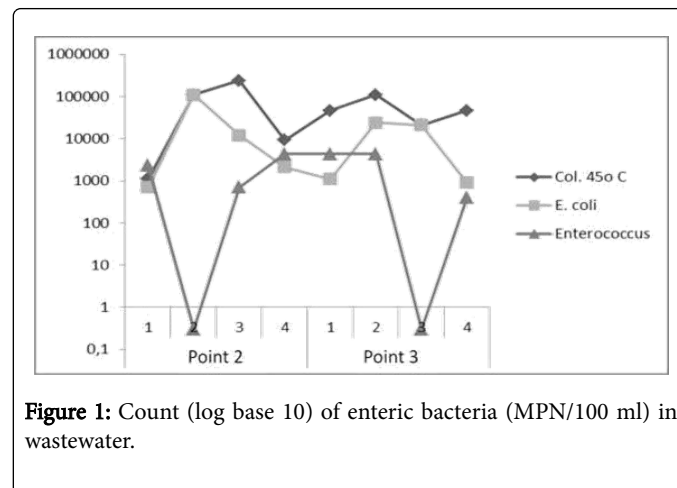 1000000
100000
10000
1000
100
10
1
0,1
1 2 3 4 1 2 3 4
Point 2 Point 3
Col. 45o C
E. coli
Enterococcus
Figure 1: Count (log base 10) of enteric bacteria (MPN/100 ml) in
wastewater.